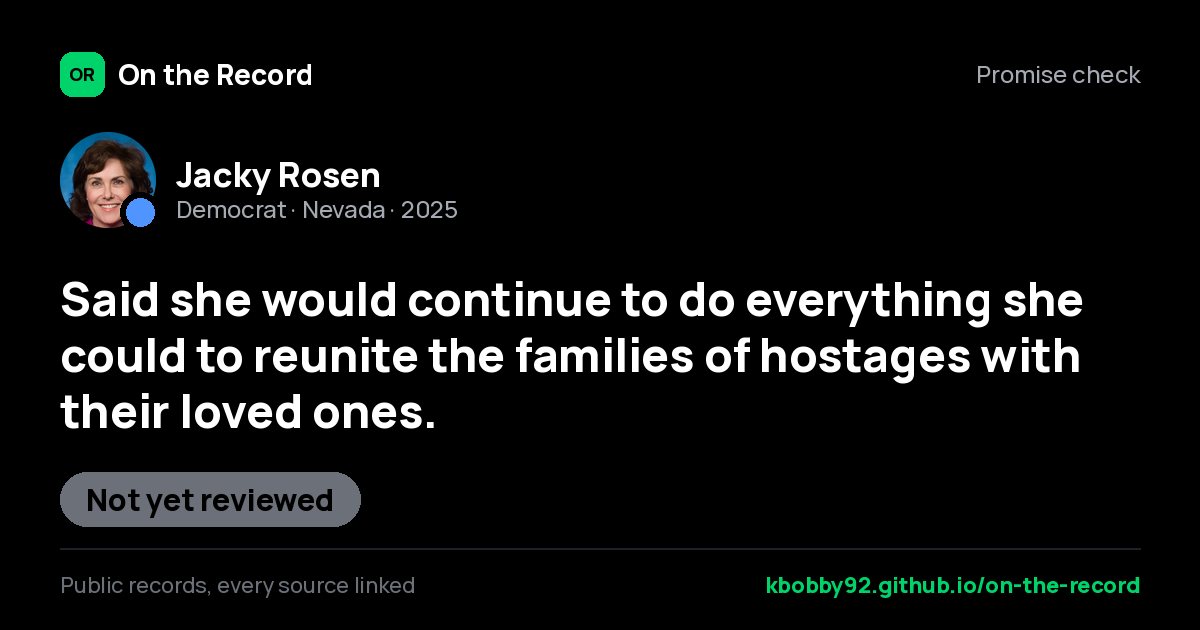 OR On the Record
Promise check
Jacky Rosen
Democrat · Nevada · 2025
Said she would continue to do everything she
could to reunite the families of hostages with
their loved ones.
Not yet reviewed
Public records, every source linked
kbobby92.github.io/on-the-record